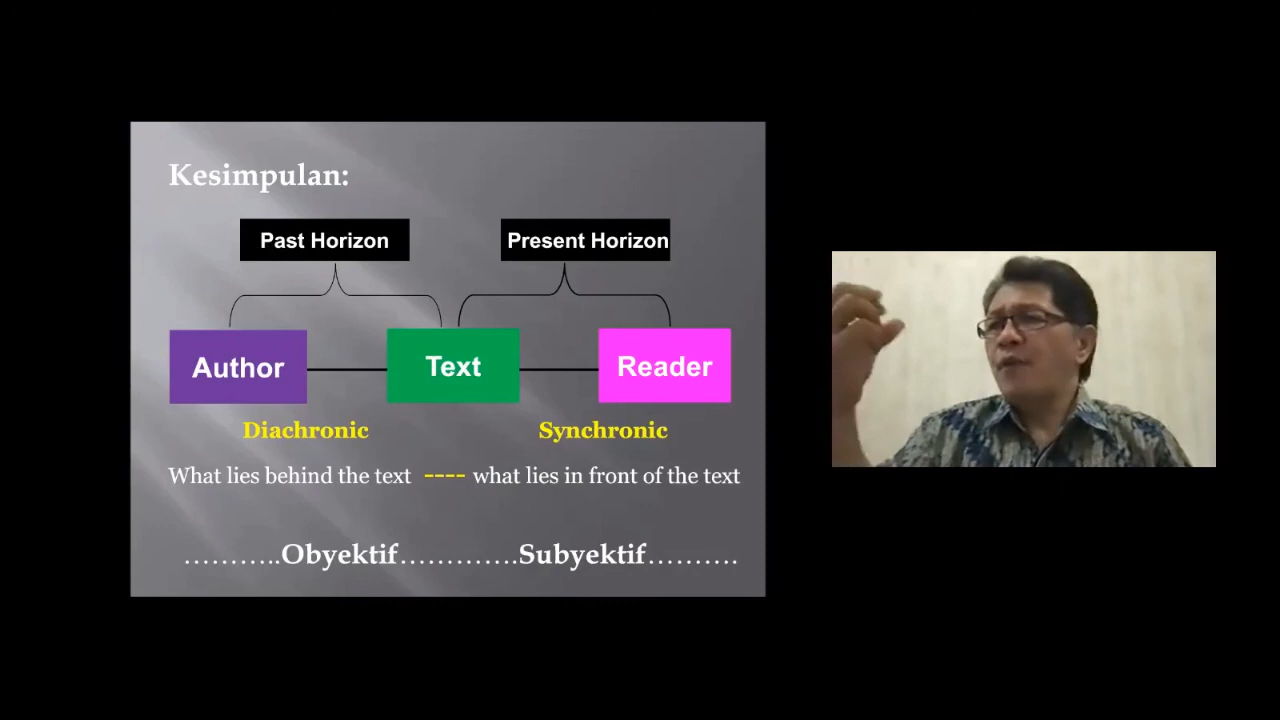 Kesimpulan:
Past Horizon Present Horizon
Author Text Reader
Diachronic Synchronic
What lies behind the text ---- what lies in front of the text
………..Obyektif………….Subyektif……….